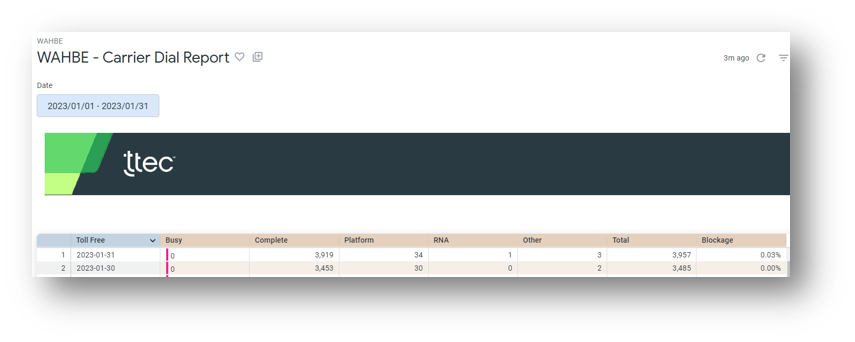 WAHBE
WAHBE - Carrier Dial Report
3m ago
Date
2023/01/01 - 2023/01/31
ttec
Toll Free Busy Complete Platform RNA Other Total Blockage
1 2023-01-31 0 3,919 34 1 3 3,957 0.03%
2 2023-01-30 0 3,453 30 0 2 3,485 0.00%